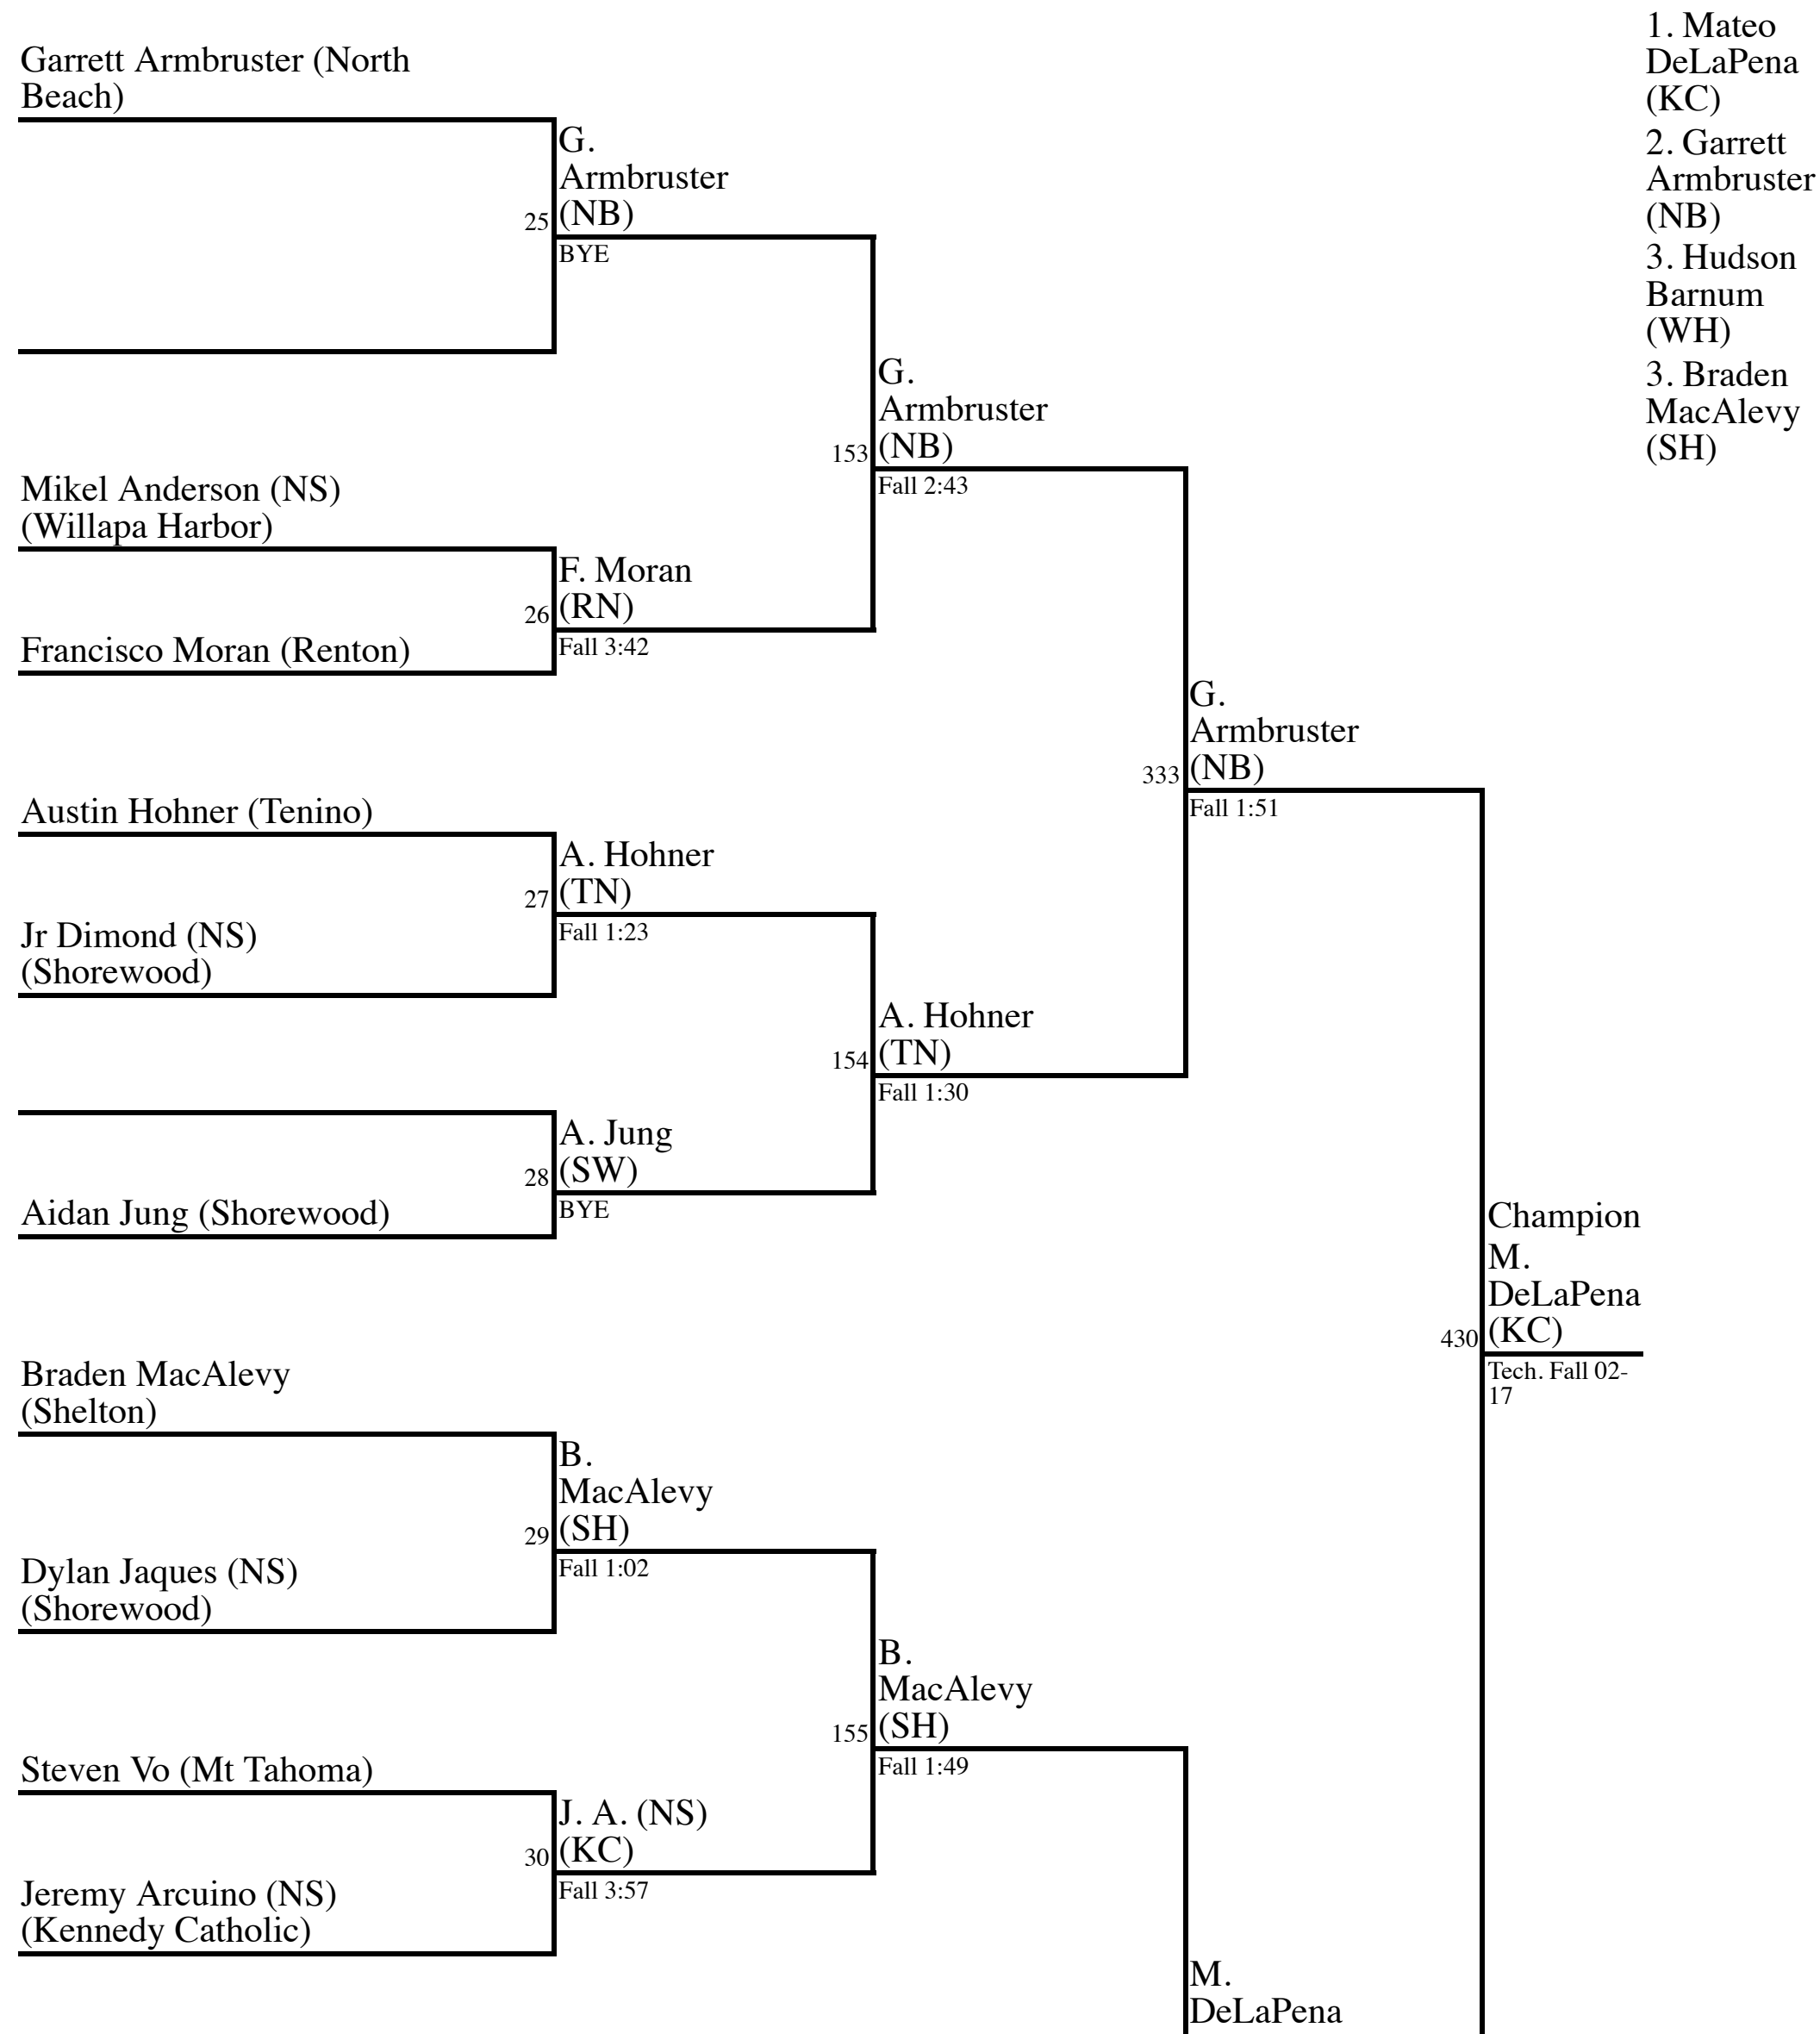 1. Mateo
DeLaPena
(KC)
2. Garrett
Armbruster
(NB)
3. Hudson
Barnum
(WH)
3. Braden
MacAlevy
(SH)
Garrett Armbruster (North
Beach)
G.
Armbruster
(NB)
25
BYE
G.
Armbruster
(NB)
153
Fall 2:43
Mikel Anderson (NS)
(Willapa Harbor)
F. Moran
(RN)
26
Fall 3:42
Francisco Moran (Renton)
G.
Armbruster
(NB)
333
Fall 1:51
Austin Hohner (Tenino)
A. Hohner
(TN)
27
Fall 1:23
Jr Dimond (NS)
(Shorewood)
A. Hohner
(TN)
154
Fall 1:30
A. Jung
(SW)
28
BYE
Aidan Jung (Shorewood)
Champion
M.
DeLaPena
(KC)
430
Tech. Fall 02-
17
Braden MacAlevy
(Shelton)
B.
MacAlevy
(SH)
29
Fall 1:02
Dylan Jaques (NS)
(Shorewood)
B.
MacAlevy
(SH)
155
Fall 1:49
Steven Vo (Mt Tahoma)
J. A. (NS)
(KC)
30
Fall 3:57
Jeremy Arcuino (NS)
(Kennedy Catholic)
M.
DeLaPena